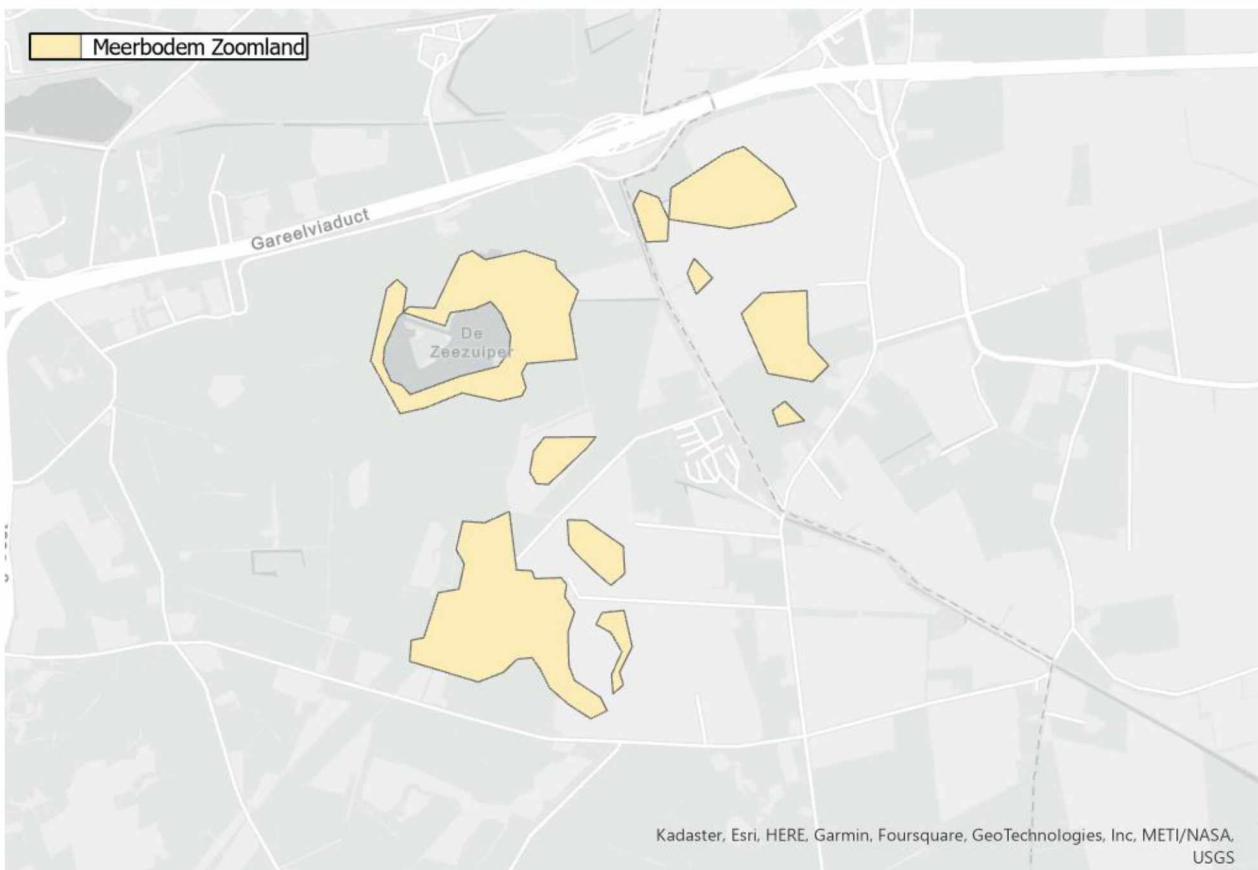 Meerbodem Zoomland
Gareelviaduct
De
Zeezuiper
Kadaster, Esri, HERE, Garmin, Foursquare, GeoTechnologies, Inc, METI/NASA,
USGS